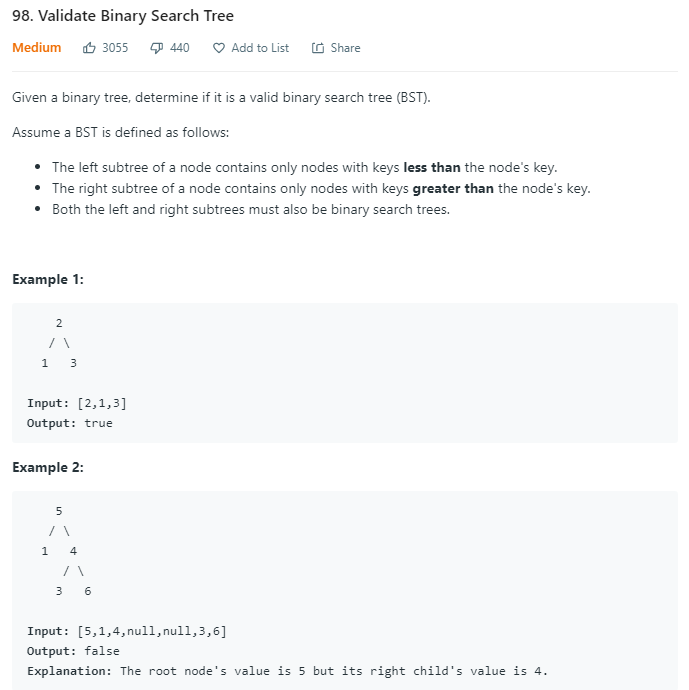 98. Validate Binary Search Tree
Medium 3055 440 Add to List Share
Given a binary tree, determine if it is a valid binary search tree (BST).
Assume a BST is defined as follows:
• The left subtree of a node contains only nodes with keys less than the node's key.
• The right subtree of a node contains only nodes with keys greater than the node's key.
• Both the left and right subtrees must also be binary search trees.
Example 1:
2
/ \
1 3
Input: [2,1,3]
Output: true
Example 2:
5
/ \
1 4
/ \
3 6
Input: [5,1,4,null,null,3,6]
Output: false
Explanation: The root node's value is 5 but its right child's value is 4.